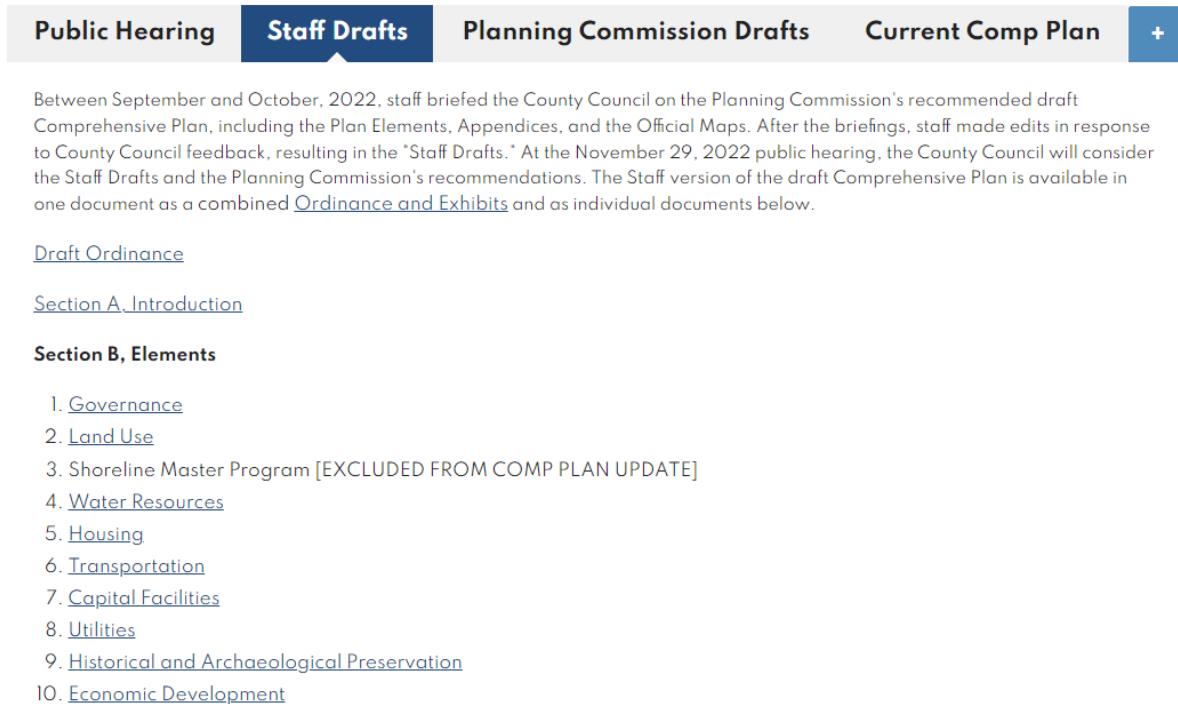 Public Hearing Staff Drafts Planning Commission Drafts Current Comp Plan +
Between September and October, 2022, staff briefed the County Council on the Planning Commission's recommended draft
Comprehensive Plan, including the Plan Elements, Appendices, and the Official Maps. After the briefings, staff made edits in response
to County Council feedback, resulting in the "Staff Drafts." At the November 29, 2022 public hearing, the County Council will consider
the Staff Drafts and the Planning Commission's recommendations. The Staff version of the draft Comprehensive Plan is available in
one document as a combined Ordinance and Exhibits and as individual documents below.
Draft Ordinance
Section A, Introduction
Section B, Elements
1. Governance
2. Land Use
3. Shoreline Master Program [EXCLUDED FROM COMP PLAN UPDATE]
4. Water Resources
5. Housing
6. Transportation
7. Capital Facilities
8. Utilities
9. Historical and Archaeological Preservation
10. Economic Development